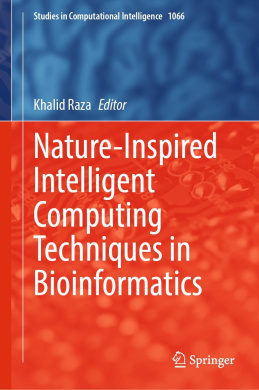 Studies in Computational Intelligence 1066
Khalid Raza Editor
Nature-Inspired
Intelligent
Computing
Techniques in
Bioinformatics
Springer